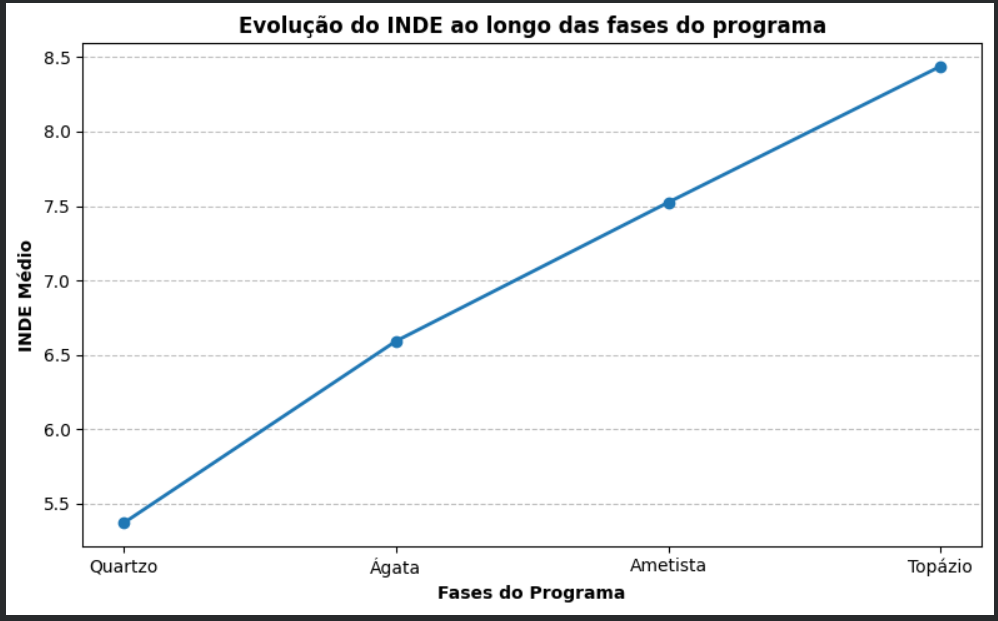 Evolução do INDE ao longo das fases do programa
8.5
8.0
7.5
7.0
6.5
6.0
5.5
INDE Médio
Quartzo Ágata Ametista Topázio
Fases do Programa